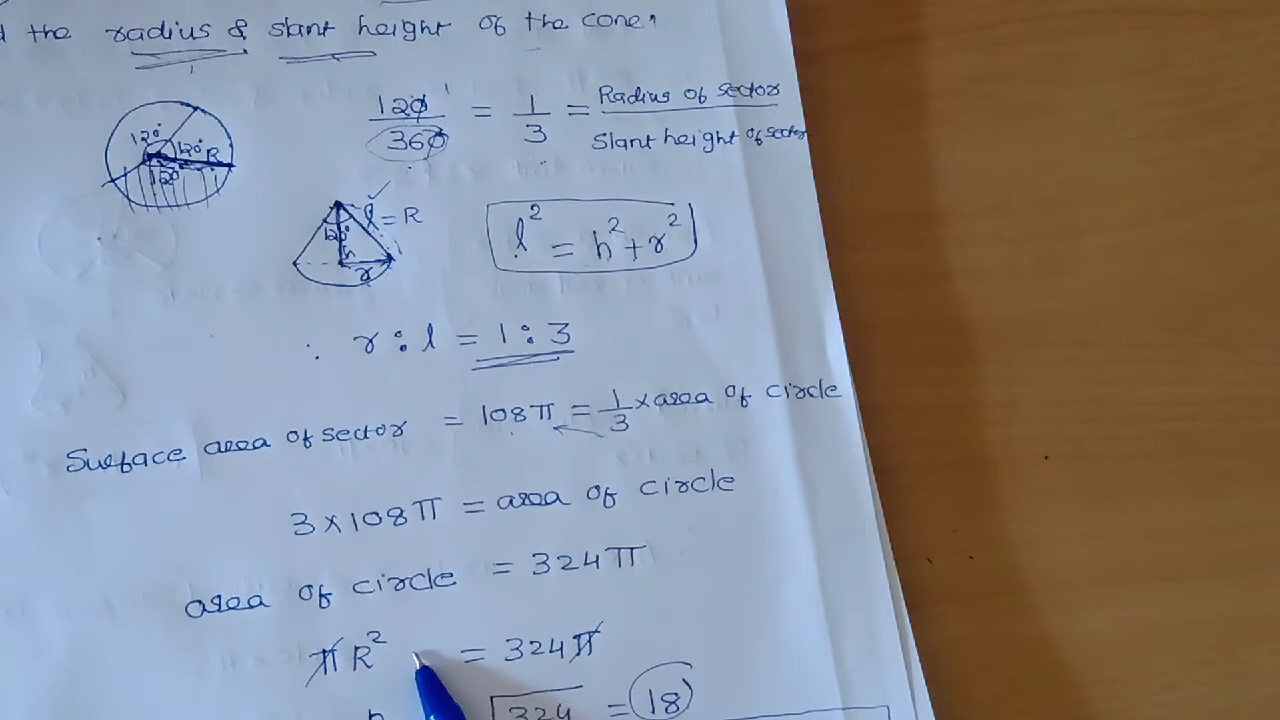 the radius & slant height of the cone.
120/360 = 1/3 = Radius of sector / Slant height of sector
120° 120° R
120°
l = R
120°
h
r
l² = h² + r²
∴ r : l = 1 : 3
Surface area of sector = 108π = 1/3 × area of circle
3 × 108π = area of circle
area of circle = 324π
πR² = 324π
√324 = 18